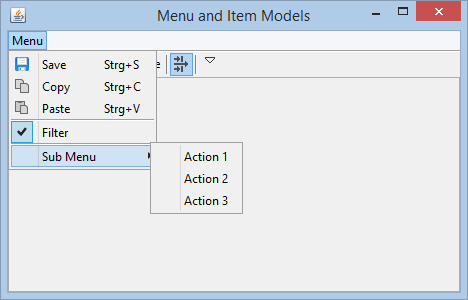 Menu and Item Models
Menu
Save Strg+S
Copy Strg+C
Paste Strg+V
Filter
Sub Menu
Action 1
Action 2
Action 3